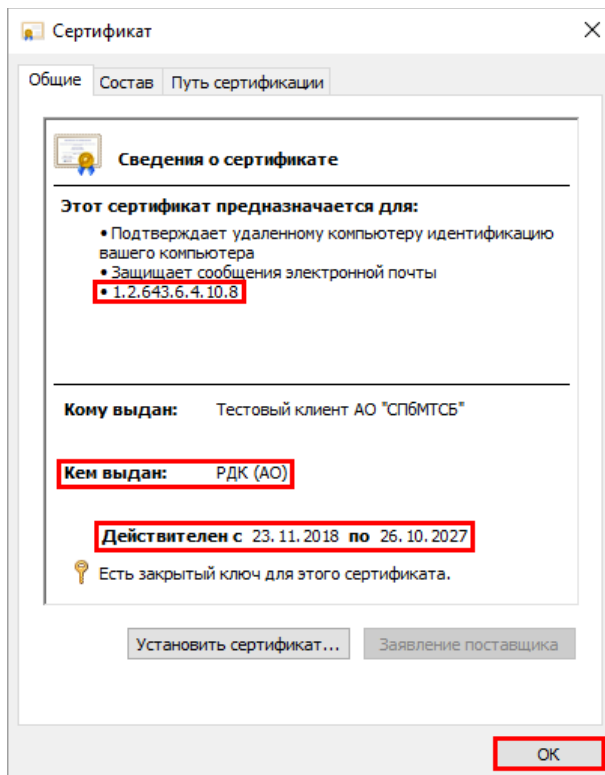 Сертификат
Общие Состав Путь сертификации
Сведения о сертификате
Этот сертификат предназначается для:
• Подтверждает удаленному компьютеру идентификацию
вашего компьютера
• Защищает сообщения электронной почты
• 1.2.643.6.4.10.8
Кому выдан: Тестовый клиент АО "СПбМТСБ"
Кем выдан: РДК (АО)
Действителен с 23.11.2018 по 26.10.2027
Есть закрытый ключ для этого сертификата.
Установить сертификат... Заявление поставщика
ОК